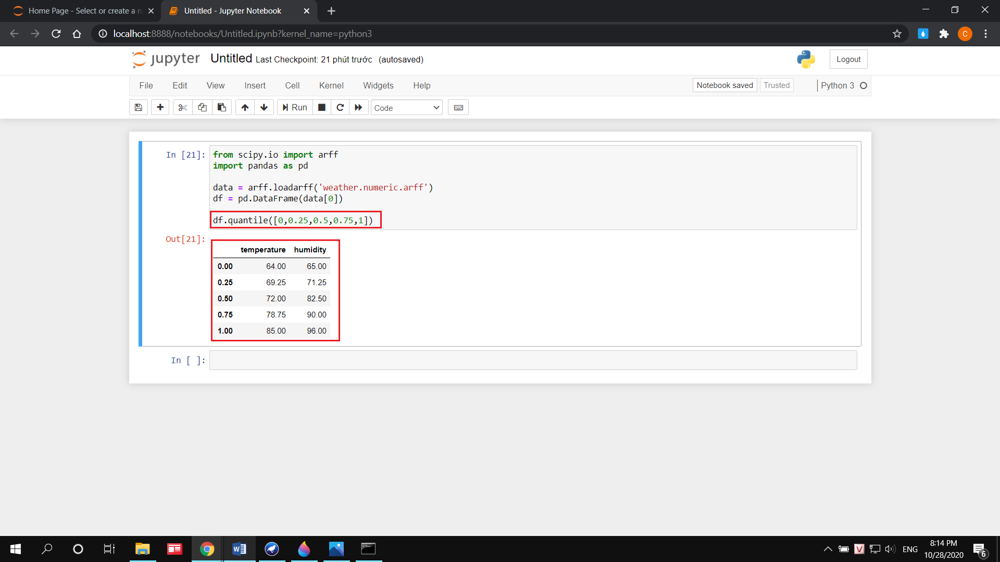 Home Page - Select or create a n
Untitled - Jupyter Notebook
localhost:8888/notebooks/Untitled.ipynb?kernel_name=python3
C
jupyter Untitled Last Checkpoint: 21 phút trước (autosaved)
Logout
File Edit View Insert Cell Kernel Widgets Help
Notebook saved Trusted Python 3
Run Code
In [21]:
from scipy.io import arff
import pandas as pd
data = arff.loadarff('weather.numeric.arff')
df = pd.DataFrame(data[0])
df.quantile([0,0.25,0.5,0.75,1])
Out[21]:
temperature humidity
0.00 64.00 65.00
0.25 69.25 71.25
0.50 72.00 82.50
0.75 78.75 90.00
1.00 85.00 96.00
In [ ]:
W
V
ENG
8:14 PM
10/28/2020
6